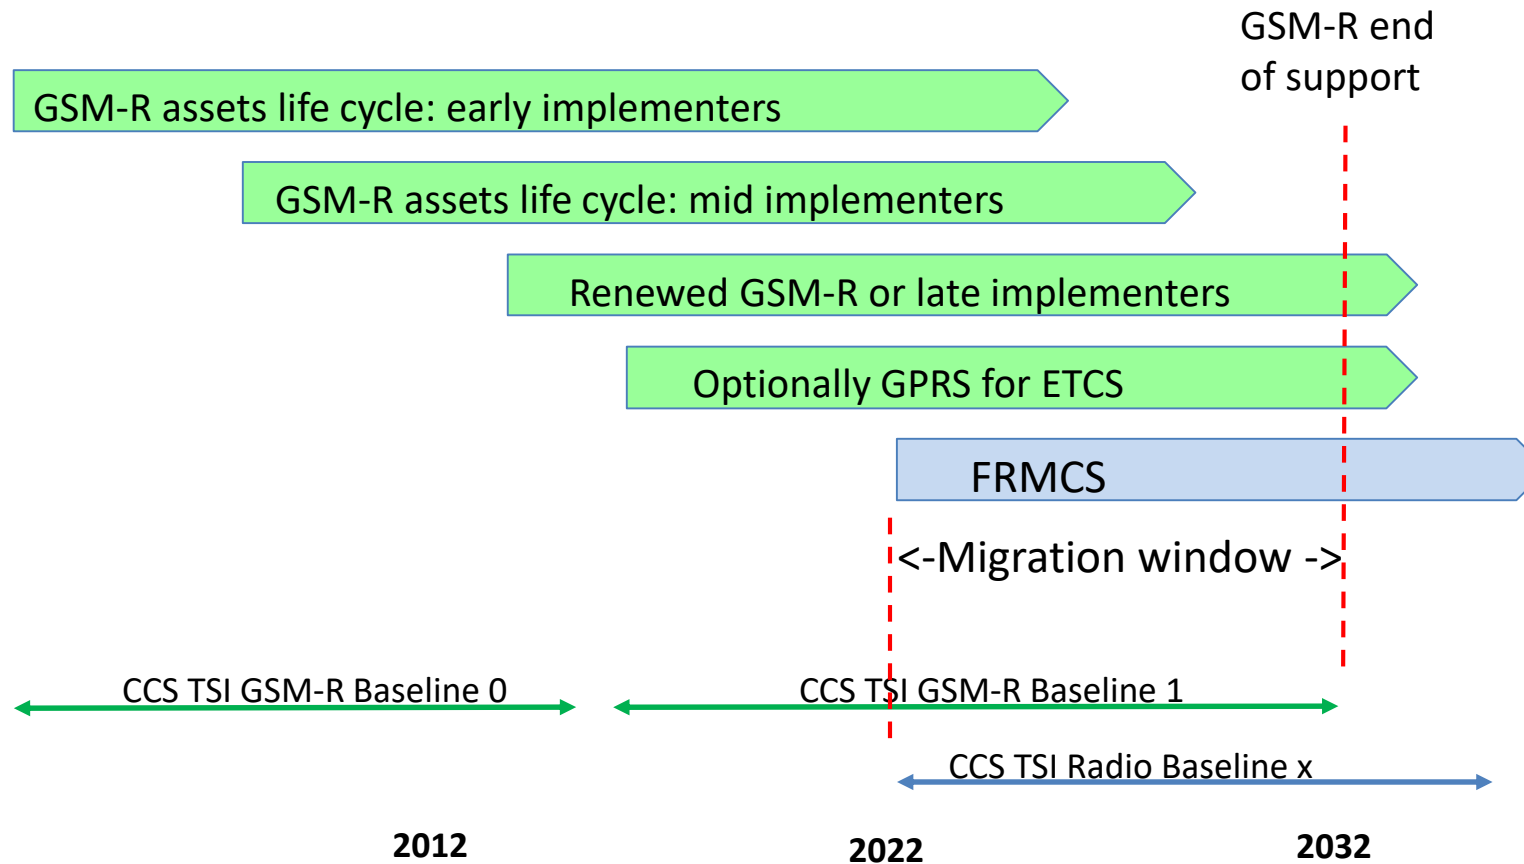 GSM-R end
of support
GSM-R assets life cycle: early implementers
GSM-R assets life cycle: mid implementers
Renewed GSM-R or late implementers
Optionally GPRS for ETCS
FRMCS
<-Migration window ->
CCS TSI GSM-R Baseline 0
CCS TSI GSM-R Baseline 1
CCS TSI Radio Baseline x
2012
2022
2032